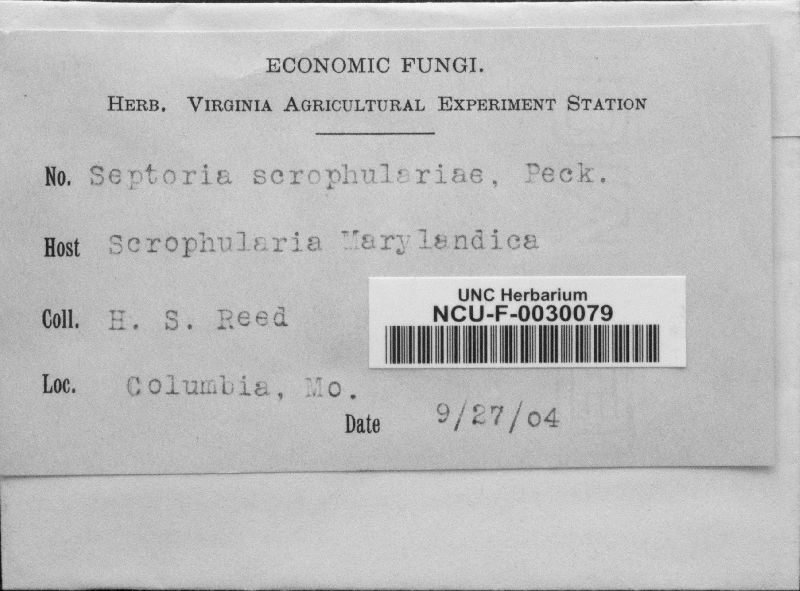 ECONOMIC FUNGI.
HERB. VIRGINIA AGRICULTURAL EXPERIMENT STATION
No. Septoria scrophulariae, Peck.
Host Scrophularia Marylandica
Coll. H. S. Reed
UNC Herbarium
NCU-F-0030079
Loc. Columbia, Mo.
Date 9/27/04